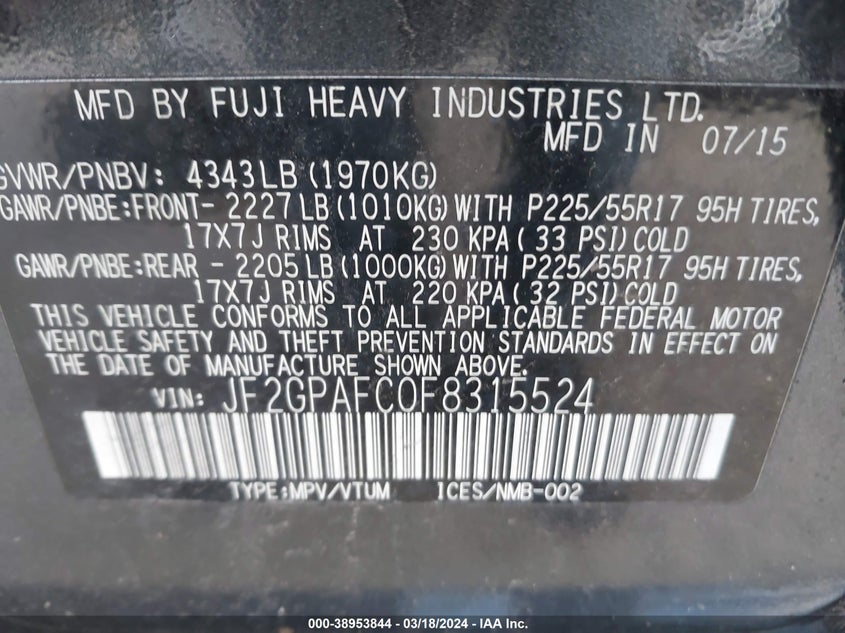 MFD BY FUJI HEAVY INDUSTRIES LTD.
MFD IN 07/15
GVWR/PNBV: 4343LB (1970KG)
GAWR/PNBE:FRONT- 2227 LB (1010KG) WITH P225/55R17 95H TIRES,
17X7J RIMS AT 230 KPA ( 33 PSI) COLD
GAWR/PNBE:REAR - 2205 LB (1000KG) WITH P225/55R17 95H TIRES,
17X7J RIMS AT 220 KPA ( 32 PSI) COLD
THIS VEHICLE CONFORMS TO ALL APPLICABLE FEDERAL MOTOR
VEHICLE SAFETY AND THEFT PREVENTION STANDARDS IN EFFECT ON
THE DATE OF MANUFACTURE SHOWN ABOVE.
VIN: JF2GPAFC0F8315524
TYPE:MPV/VTUM ICES/NMB-002
000-38953844 — 03/18/2024 — IAA Inc.